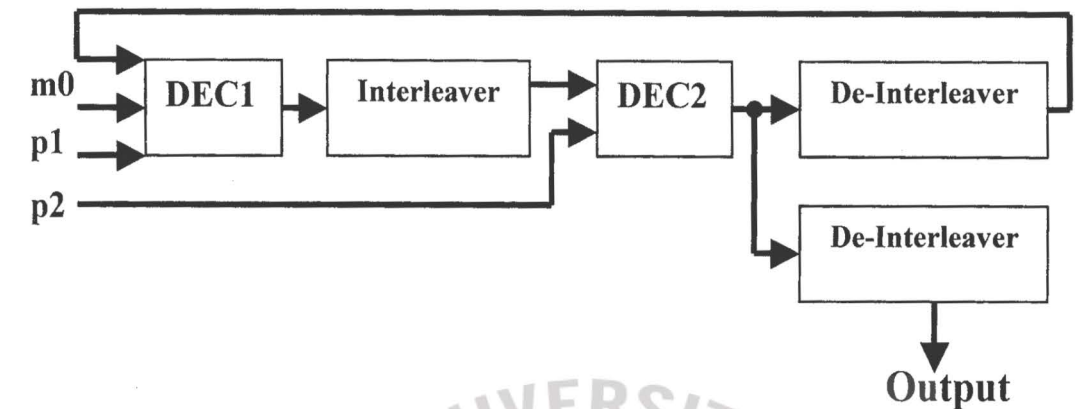 m0
p1
p2
DEC1
Interleaver
DEC2
De-Interleaver
De-Interleaver
Output